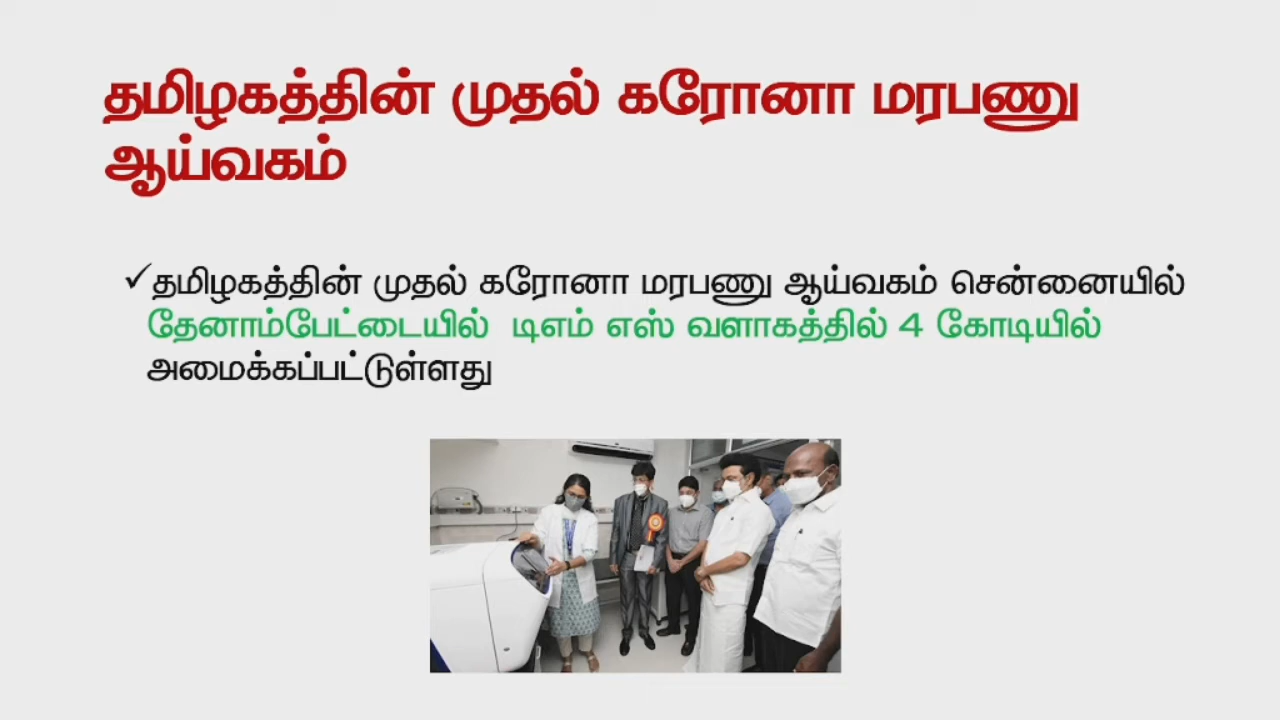 தமிழகத்தின் முதல் கரோனா மரபணு
ஆய்வகம்
✓தமிழகத்தின் முதல் கரோனா மரபணு ஆய்வகம் சென்னையில்
தேனாம்பேட்டையில் டிஎம் எஸ் வளாகத்தில் 4 கோடியில்
அமைக்கப்பட்டுள்ளது